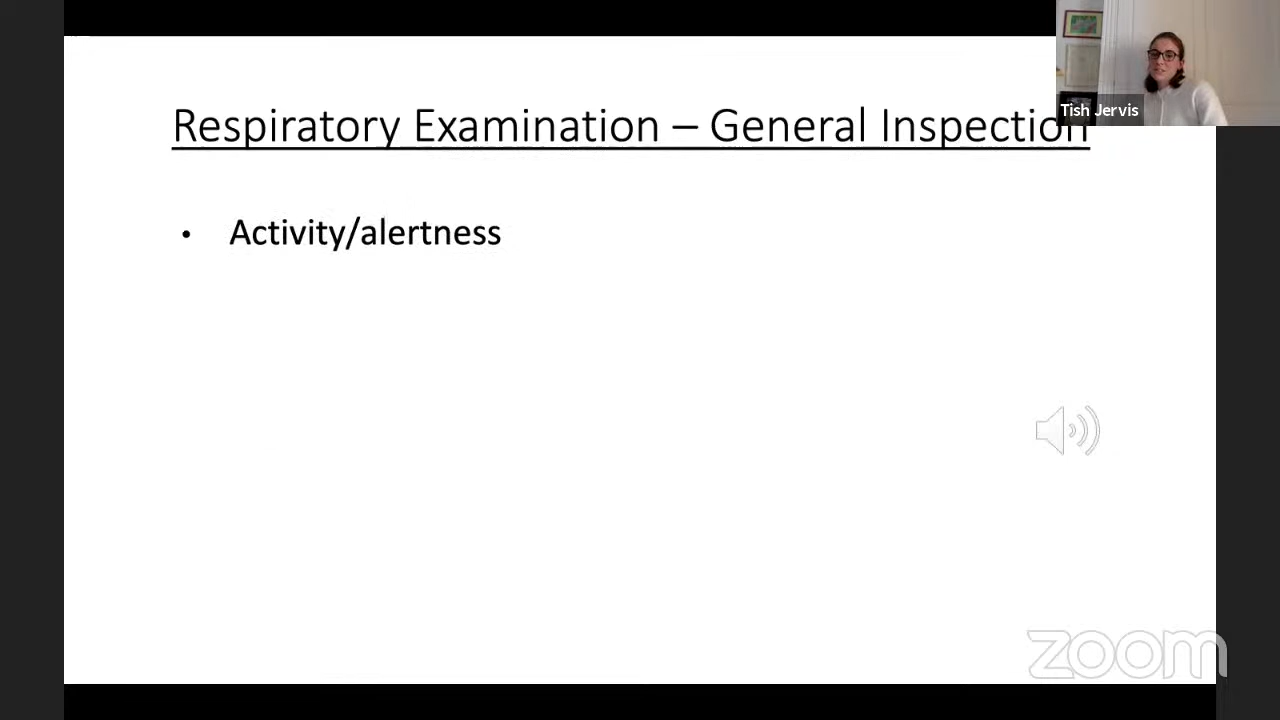 Respiratory Examination – General Inspection
Tish Jervis
• Activity/alertness
zoom